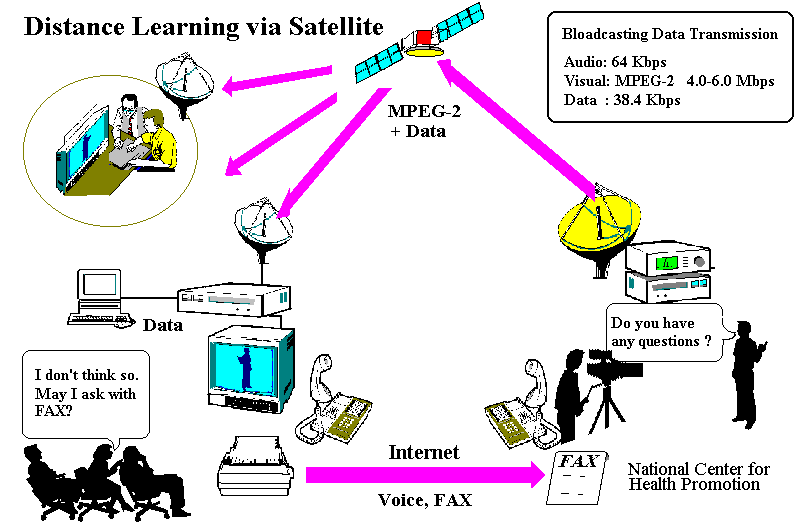 Distance Learning via Satellite
Bloadcasting Data Transmission
Audio: 64 Kbps
Visual: MPEG-2 4.0-6.0 Mbps
Data : 38.4 Kbps
MPEG-2
+ Data
Data
Do you have
any questions ?
I don't think so.
May I ask with
FAX?
Internet
Voice, FAX
FAX
National Center for
Health Promotion